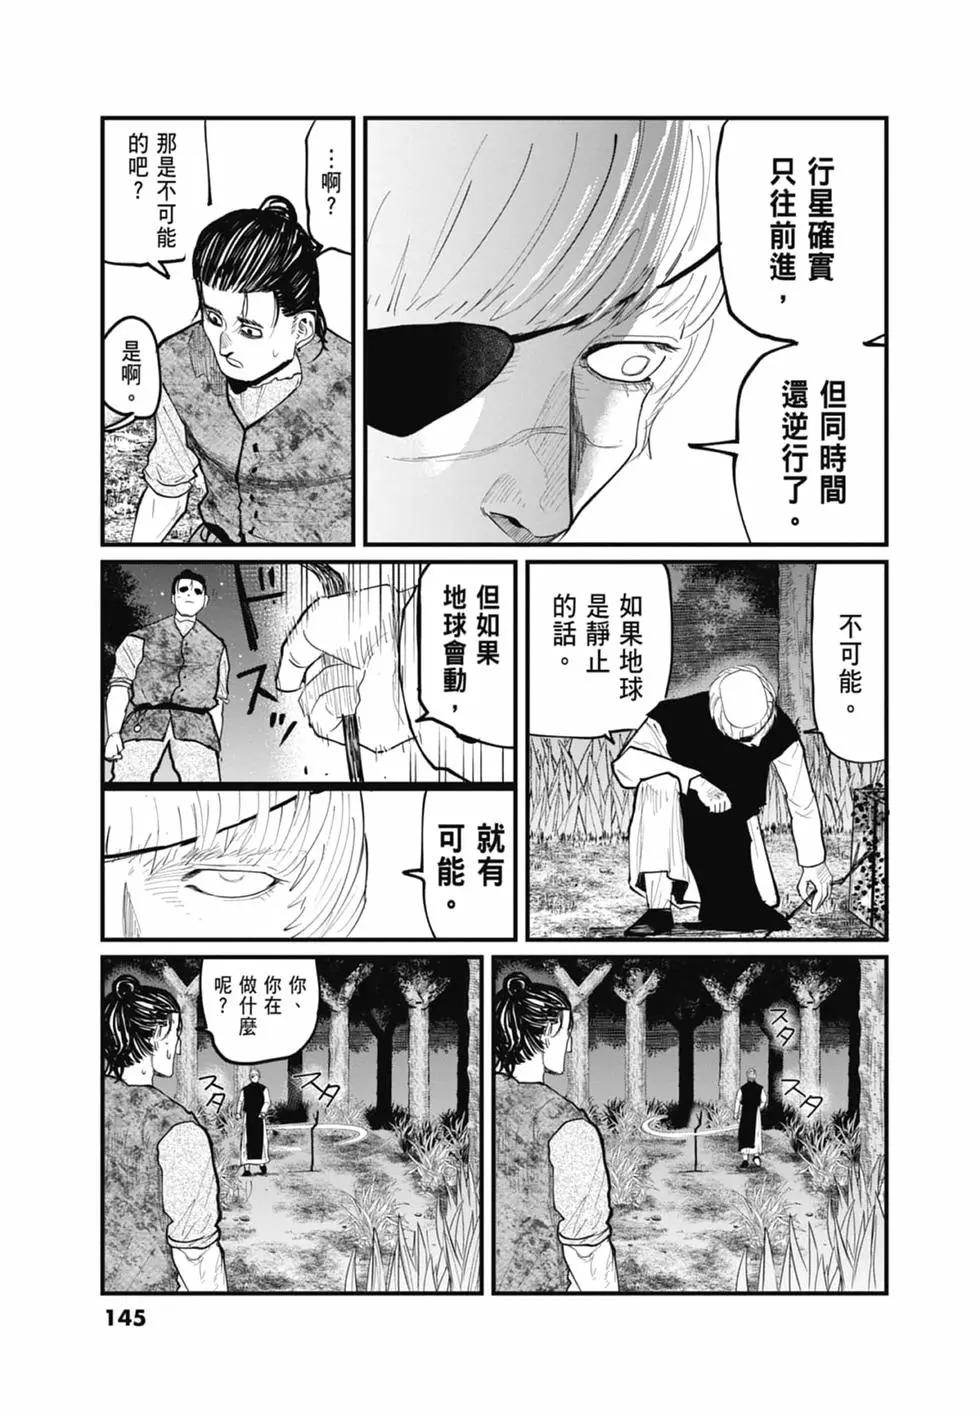 行星確實
只往前進，
但同時間
還逆行了。
…啊？
那是不可能
的吧？
是啊。
不可能。
如果地球
是靜止
的話。
但如果
地球會動，
ズッ
就有
可能。
スタ
スタ
你、
你在
做什麼
呢？
スタ
スタ
145